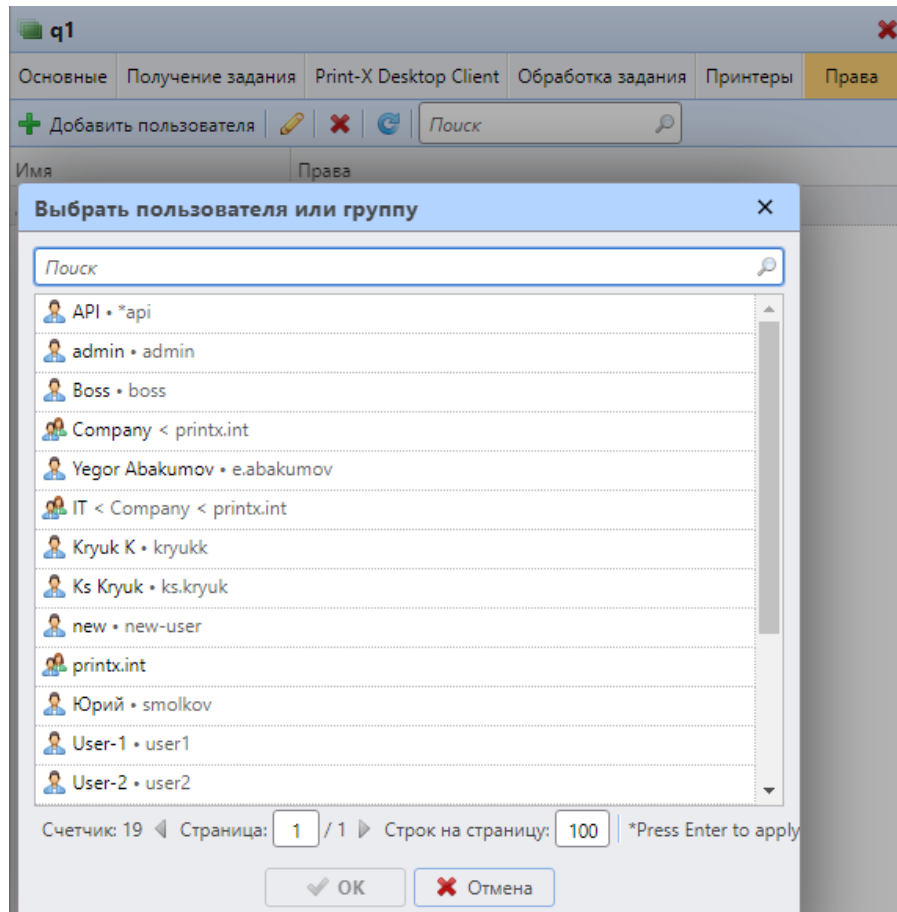 q1
Основные Получение задания Print-X Desktop Client Обработка задания Принтеры Права
Добавить пользователя Поиск
Имя Права
Выбрать пользователя или группу
Поиск
API • *api
admin • admin
Boss • boss
Company < printx.int
Yegor Abakumov • e.abakumov
IT < Company < printx.int
Kryuk K • kryukk
Ks Kryuk • ks.kryuk
new • new-user
printx.int
Юрий • smolkov
User-1 • user1
User-2 • user2
Счетчик: 19 Страница: 1 / 1 Строк на страницу: 100 *Press Enter to apply
OK Отмена